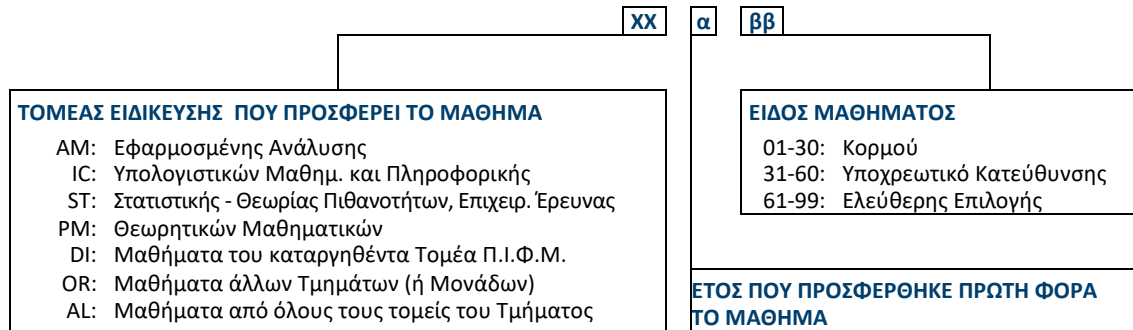 XX α ββ
ΤΟΜΕΑΣ ΕΙΔΙΚΕΥΣΗΣ ΠΟΥ ΠΡΟΣΦΕΡΕΙ ΤΟ ΜΑΘΗΜΑ
AM: Εφαρμοσμένης Ανάλυσης
IC: Υπολογιστικών Μαθημ. και Πληροφορικής
ST: Στατιστικής - Θεωρίας Πιθανοτήτων, Επιχειρ. Έρευνας
PM: Θεωρητικών Μαθηματικών
DI: Μαθήματα του καταργηθέντα Τομέα Π.Ι.Φ.Μ.
OR: Μαθήματα άλλων Τμημάτων (ή Μονάδων)
AL: Μαθήματα από όλους τους τομείς του Τμήματος
ΕΙΔΟΣ ΜΑΘΗΜΑΤΟΣ
01-30: Κορμού
31-60: Υποχρεωτικό Κατεύθυνσης
61-99: Ελεύθερης Επιλογής
ΕΤΟΣ ΠΟΥ ΠΡΟΣΦΕΡΘΗΚΕ ΠΡΩΤΗ ΦΟΡΑ
ΤΟ ΜΑΘΗΜΑ